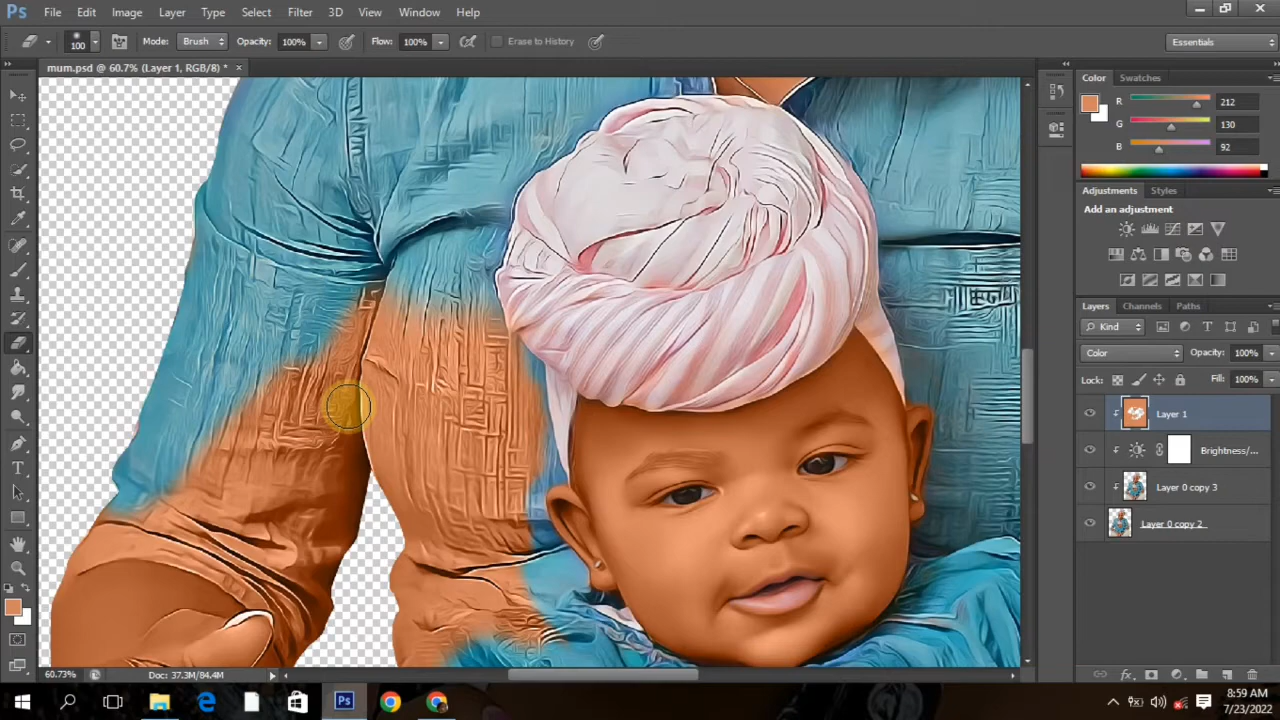 Ps File Edit Image Layer Type Select Filter 3D View Window Help
100 Mode: Brush Opacity: 100% Flow: 100% Erase to History Essentials
mum.psd @ 60.7% (Layer 1, RGB/8) * ×
Color Swatches
R 212
G 130
B 92
Adjustments Styles
Add an adjustment
Layers Channels Paths
Kind
Color Opacity: 100%
Lock: Fill: 100%
Layer 1
Brightness/...
Layer 0 copy 3
Layer 0 copy 2
60.73% Doc: 37.3M/84.4M
Ps 8:59 AM
7/23/2022